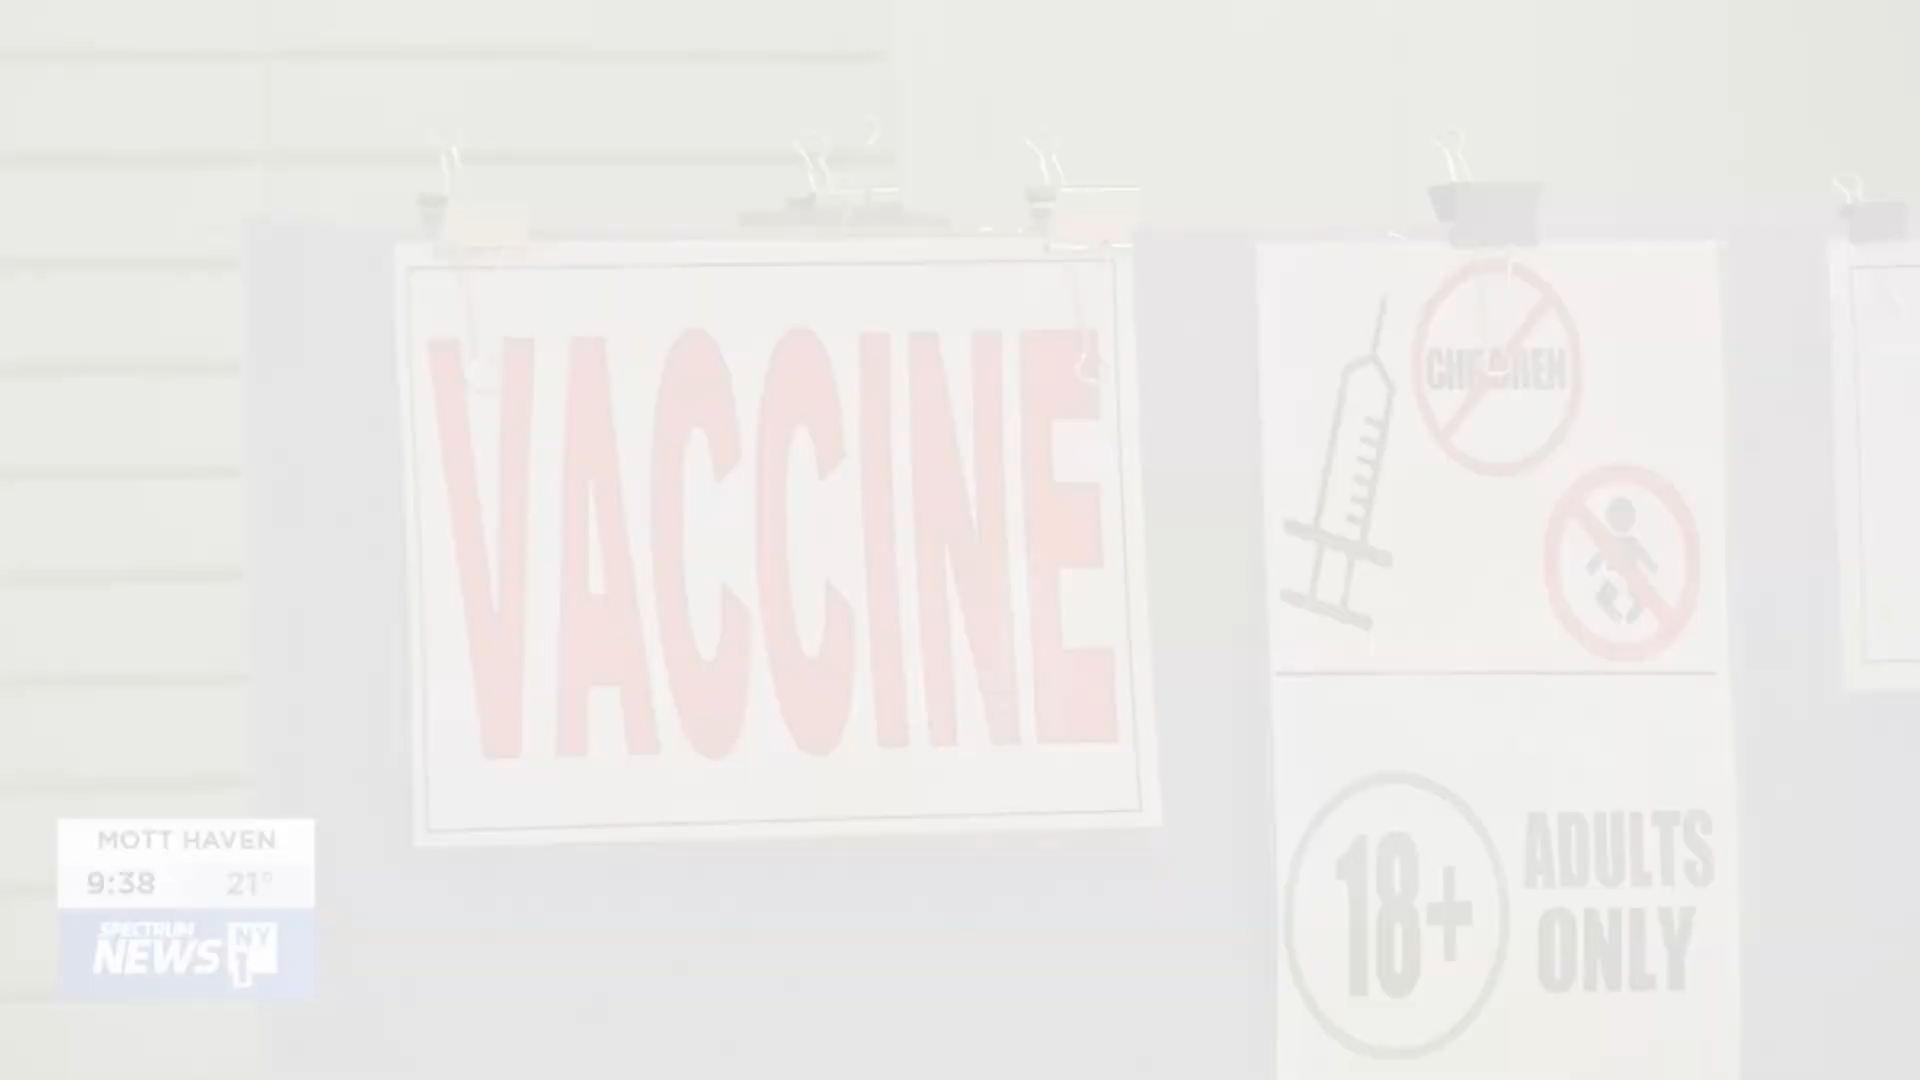 VACCINE
CHILDREN
18+
ADULTS
ONLY
MOTT HAVEN
9:38 21°
SPECTRUM
NEWS NY
1